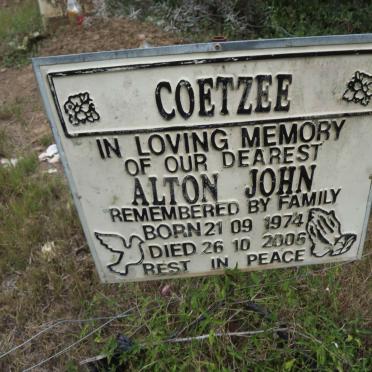 COETZEE
IN LOVING MEMORY
OF OUR DEAREST
ALTON JOHN
REMEMBERED BY FAMILY
BORN 21 09 1974
DIED 26 10 2006
REST IN PEACE